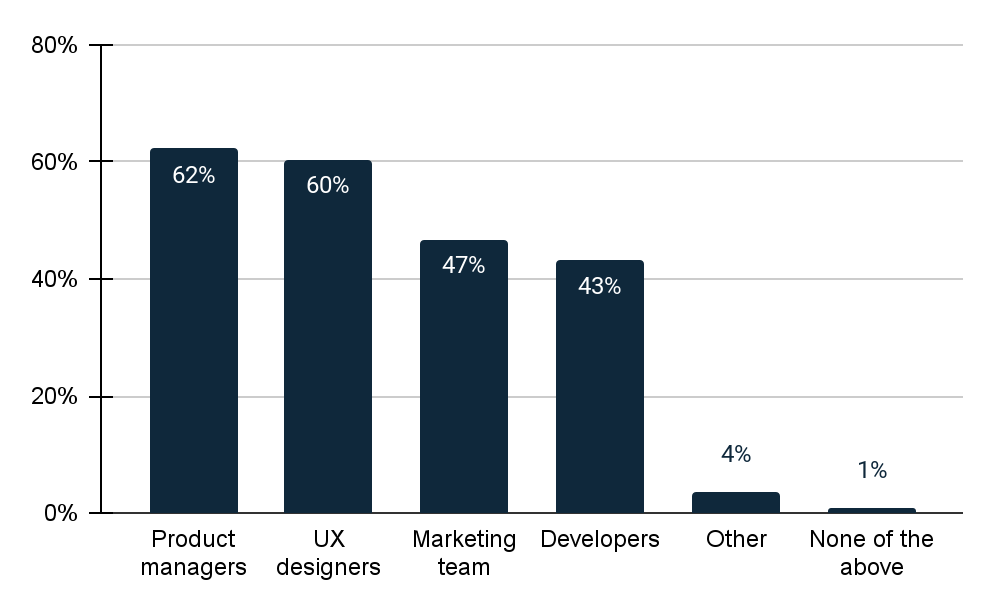 80%
60%
40%
20%
0%
62%
60%
47%
43%
4%
1%
Product
managers
UX
designers
Marketing
team
Developers
Other
None of the
above